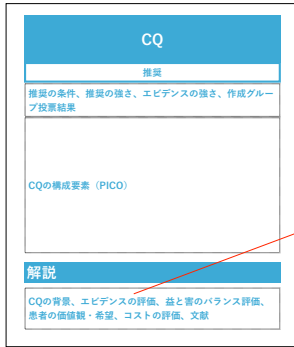 CQ
推奨
推奨の条件、推奨の強さ、エビデンスの強さ、作成グルー
プ投票結果
CQの構成要素（PICO）
解説
CQの背景、エビデンスの評価、益と害のバランス評価、
患者の価値観・希望、コストの評価、文献